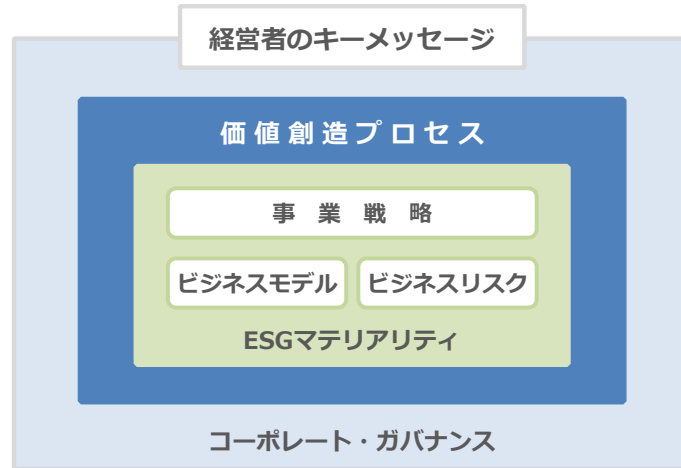 経営者のキーメッセージ
価値創造プロセス
事業戦略
ビジネスモデル ビジネスリスク
ESGマテリアリティ
コーポレート・ガバナンス